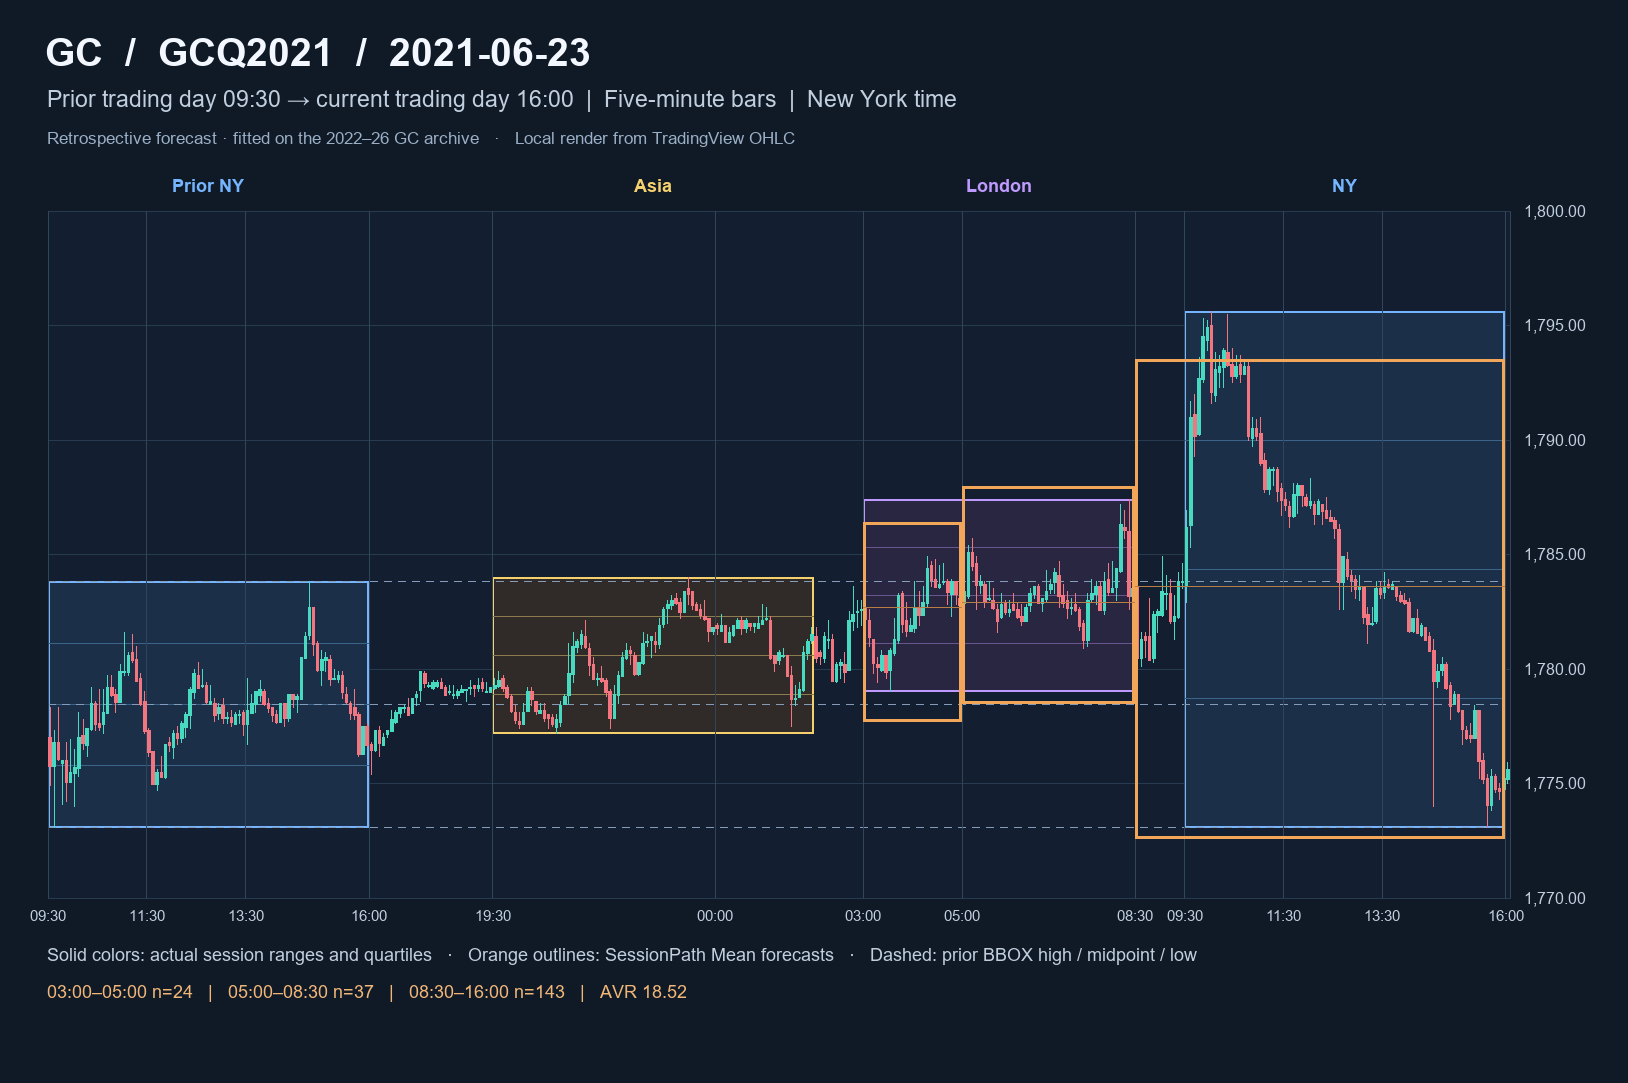 GC / GCQ2021 / 2021-06-23
Prior trading day 09:30 → current trading day 16:00 | Five-minute bars | New York time
Retrospective forecast · fitted on the 2022–26 GC archive · Local render from TradingView OHLC
Prior NY Asia London NY
1,800.00
1,795.00
1,790.00
1,785.00
1,780.00
1,775.00
1,770.00
09:30 11:30 13:30 16:00 19:30 00:00 03:00 05:00 08:30 09:30 11:30 13:30 16:00
Solid colors: actual session ranges and quartiles · Orange outlines: SessionPath Mean forecasts · Dashed: prior BBOX high / midpoint / low
03:00–05:00 n=24 | 05:00–08:30 n=37 | 08:30–16:00 n=143 | AVR 18.52